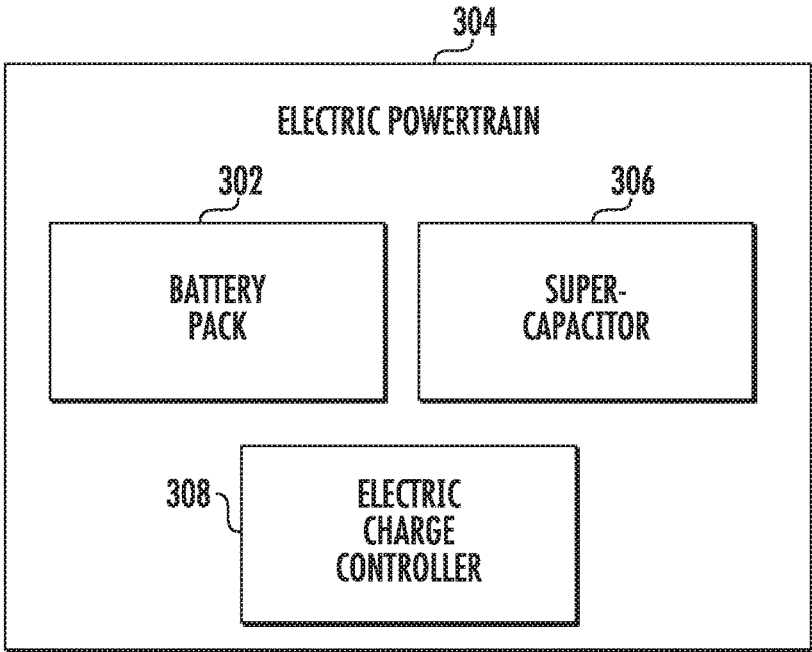 304
ELECTRIC POWERTRAIN
302
306
BATTERY
PACK
SUPER-
CAPACITOR
308
ELECTRIC
CHARGE
CONTROLLER